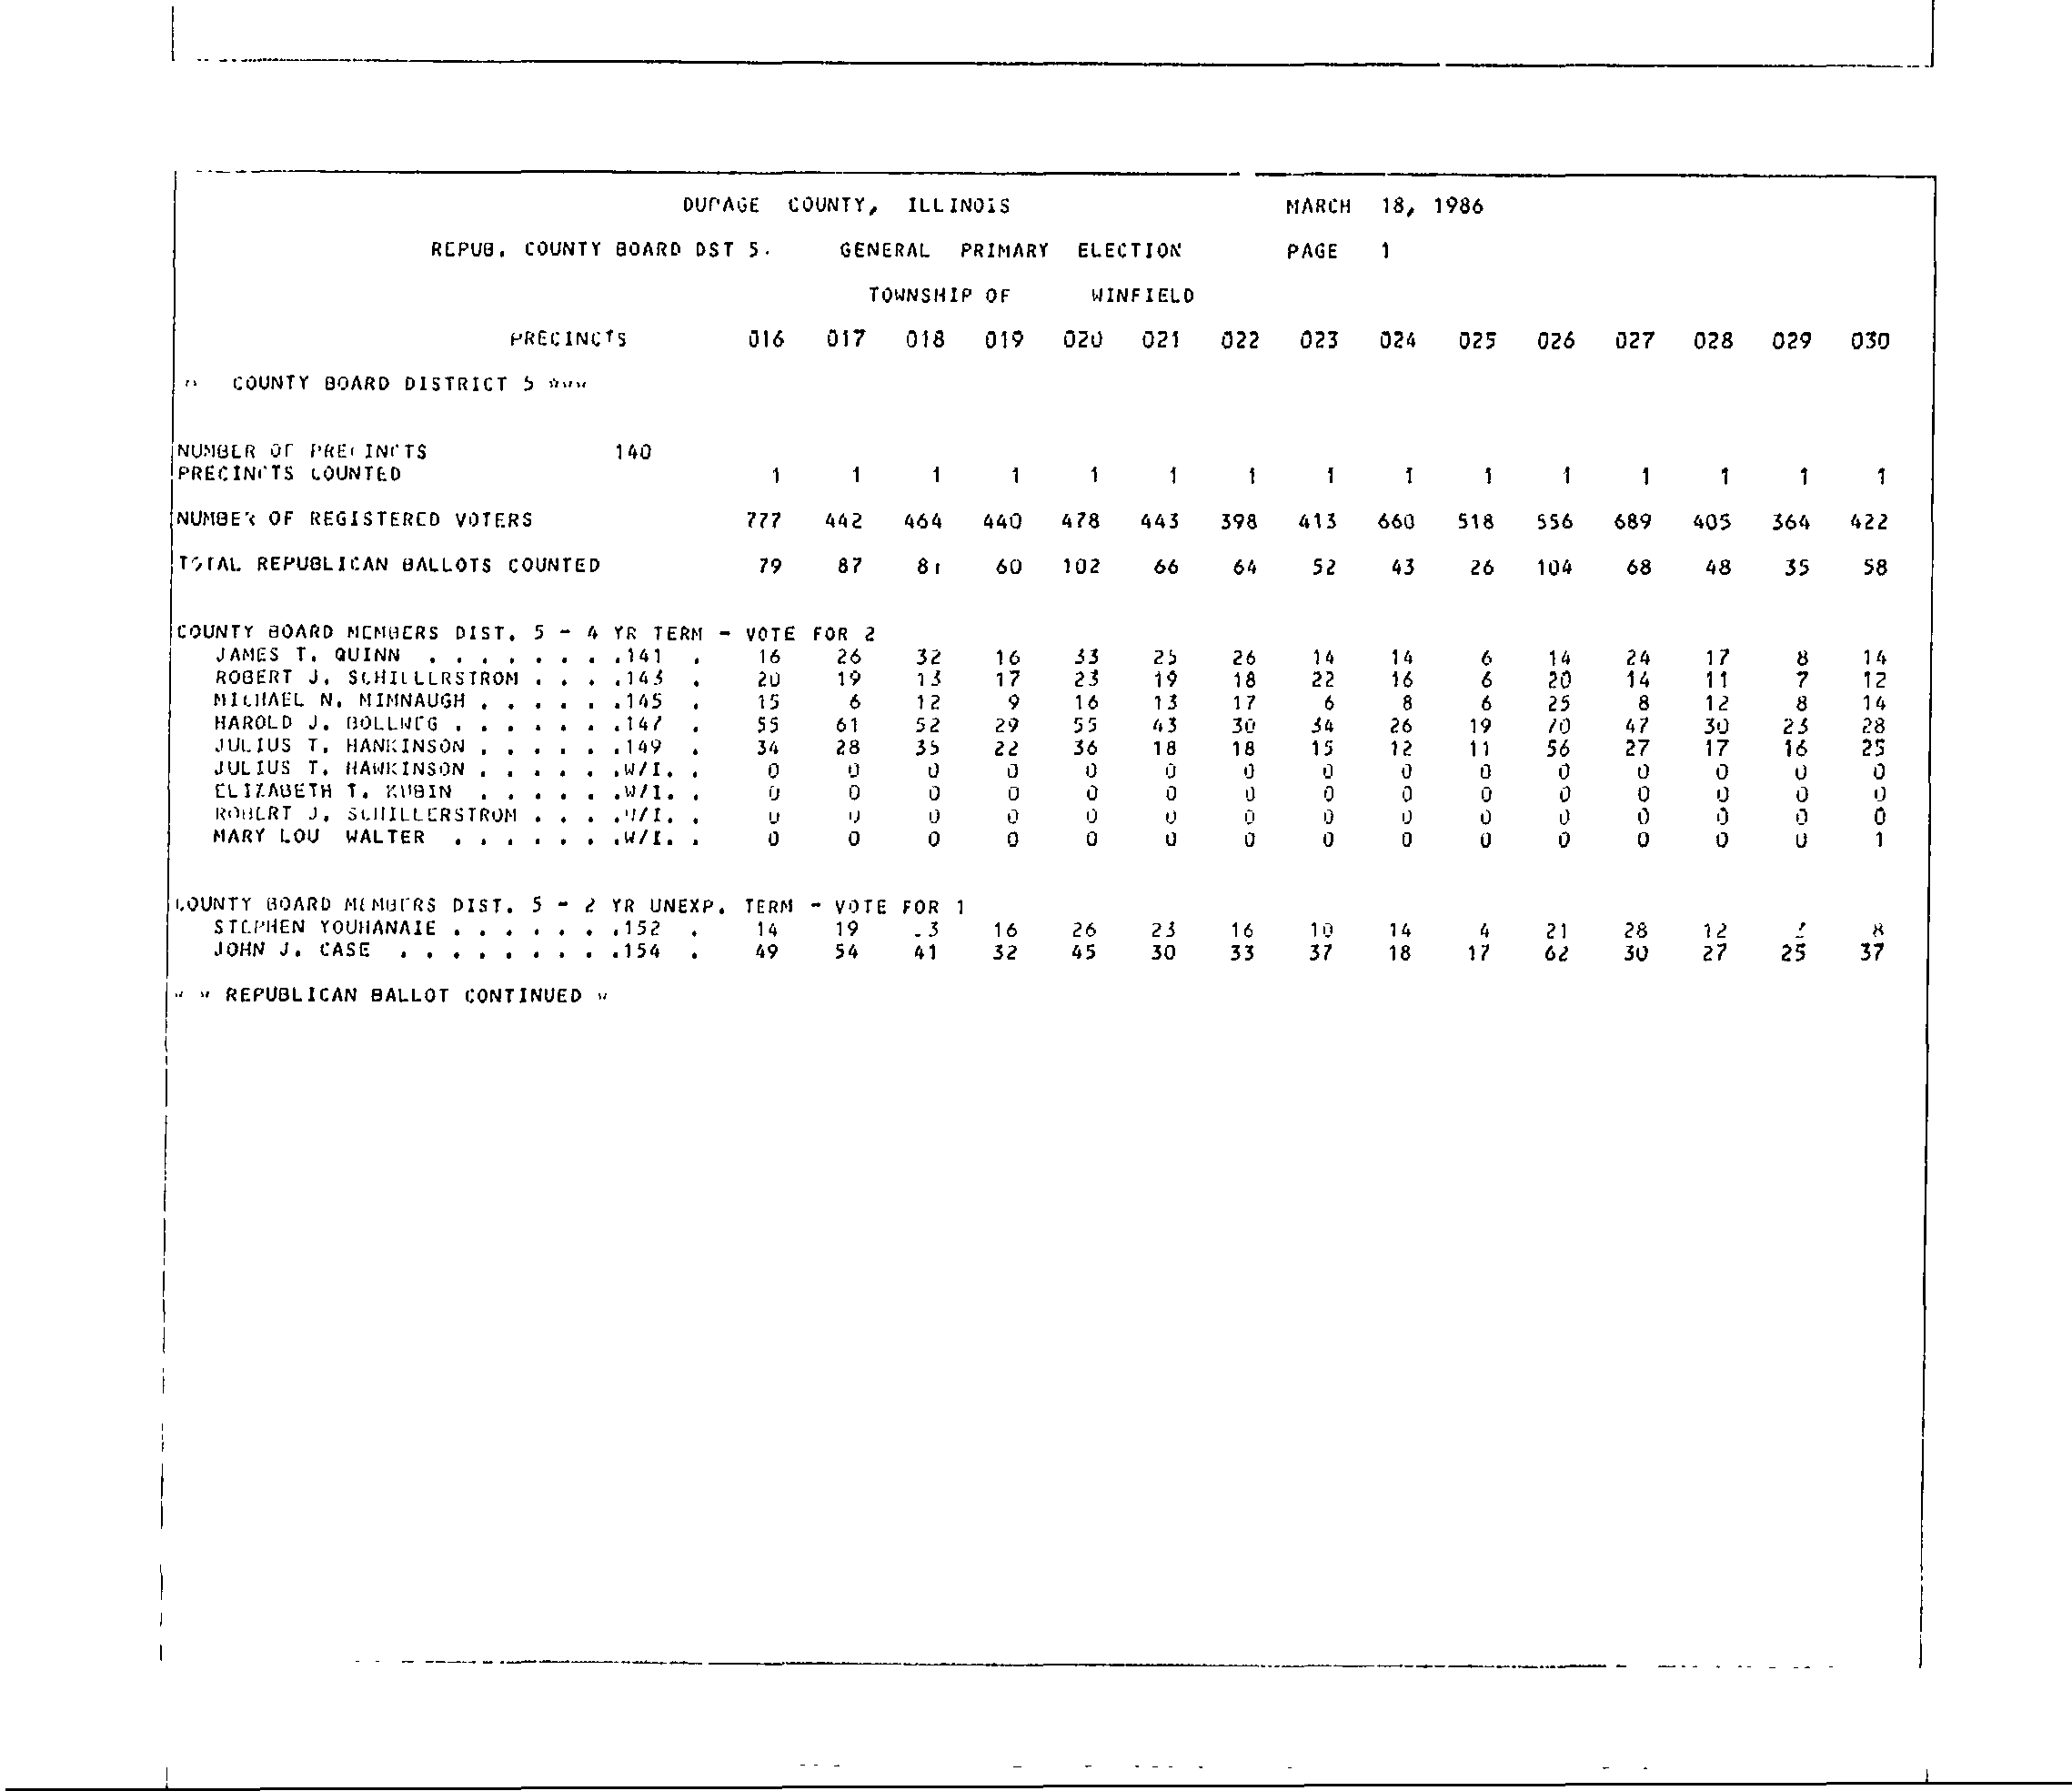 DUPAGE COUNTY, ILLINOIS MARCH 18, 1986
REPUB. COUNTY BOARD DST 5. GENERAL PRIMARY ELECTION PAGE 1
TOWNSHIP OF WINFIELD
PRECINCTS 016 017 018 019 020 021 022 023 024 025 026 027 028 029 030
COUNTY BOARD DISTRICT 5 ***
NUMBER OF PRECINCTS 140
PRECINCTS COUNTED 1 1 1 1 1 1 1 1 1 1 1 1 1 1 1
NUMBER OF REGISTERED VOTERS 777 442 464 440 478 443 398 413 660 518 556 689 405 364 422
TOTAL REPUBLICAN BALLOTS COUNTED 79 87 60 102 66 64 52 43 26 104 68 48 35 58
COUNTY BOARD MEMBERS DIST. 5 - 4 YR TERM - VOTE FOR 2
JAMES T. QUINN . . . . . . . .141 . 16 26 32 16 33 25 26 14 14 6 14 24 17 8 14
ROBERT J. SCHILLERSTROM . . . .143 . 20 19 13 17 23 19 18 22 16 6 20 14 11 7 12
MICHAEL N. MIMNAUGH . . . . . .145 . 15 6 12 9 16 13 17 6 8 6 25 8 12 8 14
HAROLD J. BOLLWEG . . . . . . .147 . 55 61 52 29 55 43 30 34 26 19 70 47 30 23 28
JULIUS T. HANKINSON . . . . . .149 . 34 28 35 22 36 18 18 15 12 11 56 27 17 16 25
JULIUS T. HAWKINSON . . . . . .W/I. . 0 0 0 0 0 0 0 0 0 0 0 0 0 0 0
ELIZABETH T. KUBIN . . . . . .W/I. . 0 0 0 0 0 0 0 0 0 0 0 0 0 0 0
ROBERT J. SCHILLERSTROM . . . .W/I. . 0 0 0 0 0 0 0 0 0 0 0 0 0 0 0
MARY LOU WALTER . . . . . . .W/I. . 0 0 0 0 0 0 0 0 0 0 0 0 0 0 1
COUNTY BOARD MEMBERS DIST. 5 - 2 YR UNEXP. TERM - VOTE FOR 1
STEPHEN YOUHANAIE . . . . . . .152 . 14 19 16 26 23 16 10 14 4 21 28 12 8
JOHN J. CASE . . . . . . . . .154 . 49 54 41 32 45 30 33 37 18 17 62 30 27 25 37
* * REPUBLICAN BALLOT CONTINUED *